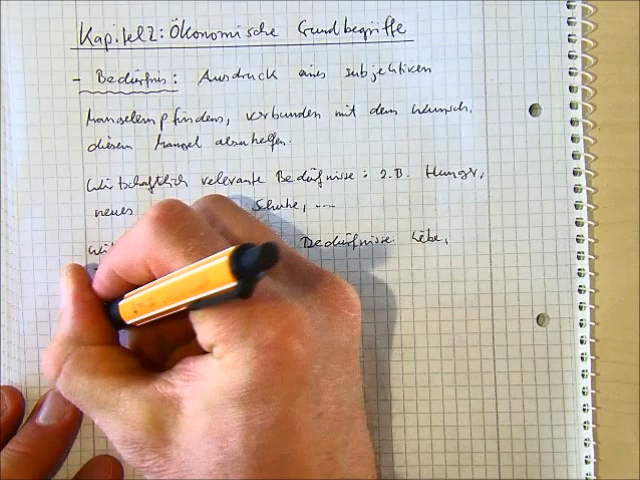 Kapitel 2: Ökonomische Grundbegriffe
- Bedürfnis: Ausdruck eines subjektiven
Mangelempfindens, verbunden mit dem Wunsch,
diesem Mangel abzuhelfen.
Wirtschaftlich relevante Bedürfnisse: z.B. Hunger,
neues Schuhe, ...
Bedürfnisse: Liebe,